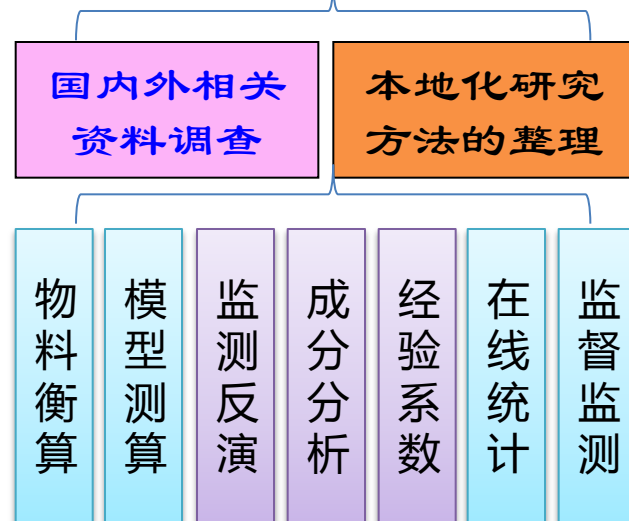 国内外相关
资料调查
本地化研究
方法的整理
物料衡算
模型测算
监测反演
成分分析
经验系数
在线统计
监督监测